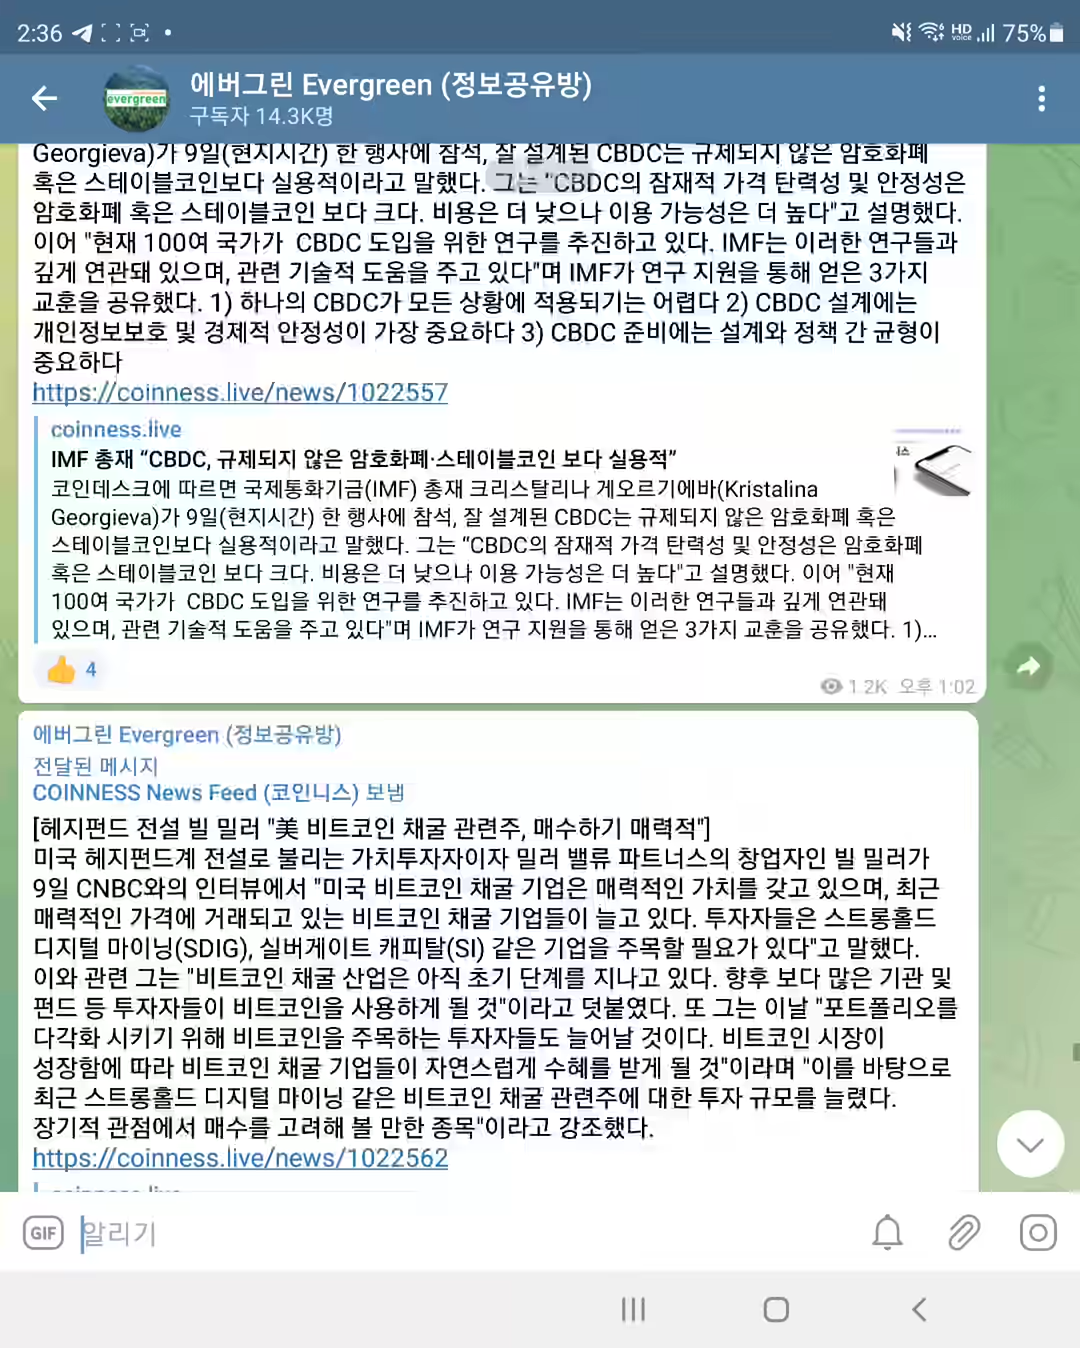 2:36
HD voice 75%
evergreen
에버그린 Evergreen (정보공유방)
구독자 14.3K명
Georgieva)가 9일(현지시간) 한 행사에 참석, 잘 설계된 CBDC는 규제되지 않은 암호화폐
혹은 스테이블코인보다 실용적이라고 말했다. 그는 "CBDC의 잠재적 가격 탄력성 및 안정성은
암호화폐 혹은 스테이블코인 보다 크다. 비용은 더 낮으나 이용 가능성은 더 높다"고 설명했다.
이어 "현재 100여 국가가  CBDC 도입을 위한 연구를 추진하고 있다. IMF는 이러한 연구들과
깊게 연관돼 있으며, 관련 기술적 도움을 주고 있다"며 IMF가 연구 지원을 통해 얻은 3가지
교훈을 공유했다. 1) 하나의 CBDC가 모든 상황에 적용되기는 어렵다 2) CBDC 설계에는
개인정보보호 및 경제적 안정성이 가장 중요하다 3) CBDC 준비에는 설계와 정책 간 균형이
중요하다
https://coinness.live/news/1022557
coinness.live
IMF 총재 “CBDC, 규제되지 않은 암호화폐·스테이블코인 보다 실용적”
코인데스크에 따르면 국제통화기금(IMF) 총재 크리스탈리나 게오르기에바(Kristalina
Georgieva)가 9일(현지시간) 한 행사에 참석, 잘 설계된 CBDC는 규제되지 않은 암호화폐 혹은
스테이블코인보다 실용적이라고 말했다. 그는 “CBDC의 잠재적 가격 탄력성 및 안정성은 암호화폐
혹은 스테이블코인 보다 크다. 비용은 더 낮으나 이용 가능성은 더 높다"고 설명했다. 이어 "현재
100여 국가가  CBDC 도입을 위한 연구를 추진하고 있다. IMF는 이러한 연구들과 깊게 연관돼
있으며, 관련 기술적 도움을 주고 있다"며 IMF가 연구 지원을 통해 얻은 3가지 교훈을 공유했다. 1)...
4
1.2K 오후 1:02
에버그린 Evergreen (정보공유방)
전달된 메시지
COINNESS News Feed (코인니스) 보냄
[헤지펀드 전설 빌 밀러 "美 비트코인 채굴 관련주, 매수하기 매력적"]
미국 헤지펀드계 전설로 불리는 가치투자자이자 밀러 밸류 파트너스의 창업자인 빌 밀러가
9일 CNBC와의 인터뷰에서 "미국 비트코인 채굴 기업은 매력적인 가치를 갖고 있으며, 최근
매력적인 가격에 거래되고 있는 비트코인 채굴 기업들이 늘고 있다. 투자자들은 스트롱홀드
디지털 마이닝(SDIG), 실버게이트 캐피탈(SI) 같은 기업을 주목할 필요가 있다"고 말했다.
이와 관련 그는 "비트코인 채굴 산업은 아직 초기 단계를 지나고 있다. 향후 보다 많은 기관 및
펀드 등 투자자들이 비트코인을 사용하게 될 것"이라고 덧붙였다. 또 그는 이날 "포트폴리오를
다각화 시키기 위해 비트코인을 주목하는 투자자들도 늘어날 것이다. 비트코인 시장이
성장함에 따라 비트코인 채굴 기업들이 자연스럽게 수혜를 받게 될 것"이라며 "이를 바탕으로
최근 스트롱홀드 디지털 마이닝 같은 비트코인 채굴 관련주에 대한 투자 규모를 늘렸다.
장기적 관점에서 매수를 고려해 볼 만한 종목"이라고 강조했다.
https://coinness.live/news/1022562
GIF 알리기